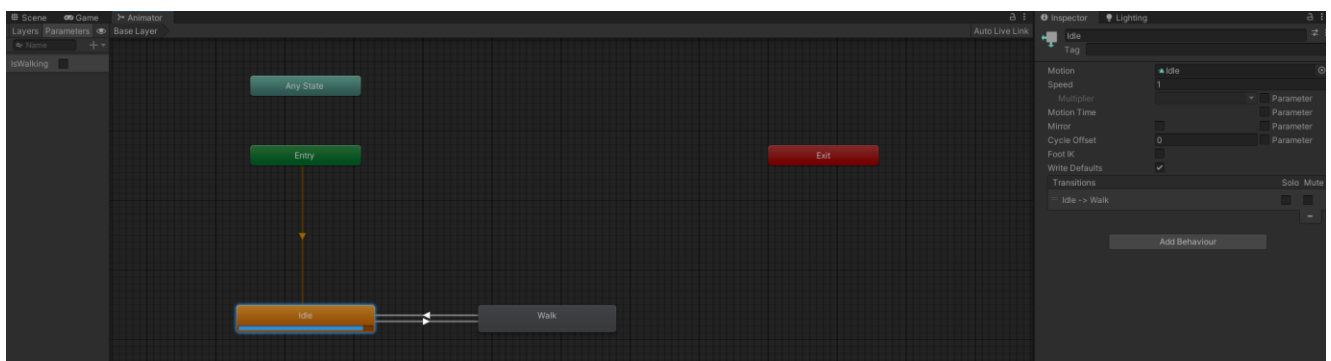 Scene Game Animator
Layers Parameters Base Layer Auto Live Link
Name
IsWalking
Any State
Entry
Exit
Idle
Walk
Inspector Lighting
Idle
Tag
Motion Idle
Speed 1
Multiplier Parameter
Motion Time Parameter
Mirror Parameter
Cycle Offset 0 Parameter
Foot IK
Write Defaults
Transitions Solo Mute
Idle -> Walk
Add Behaviour